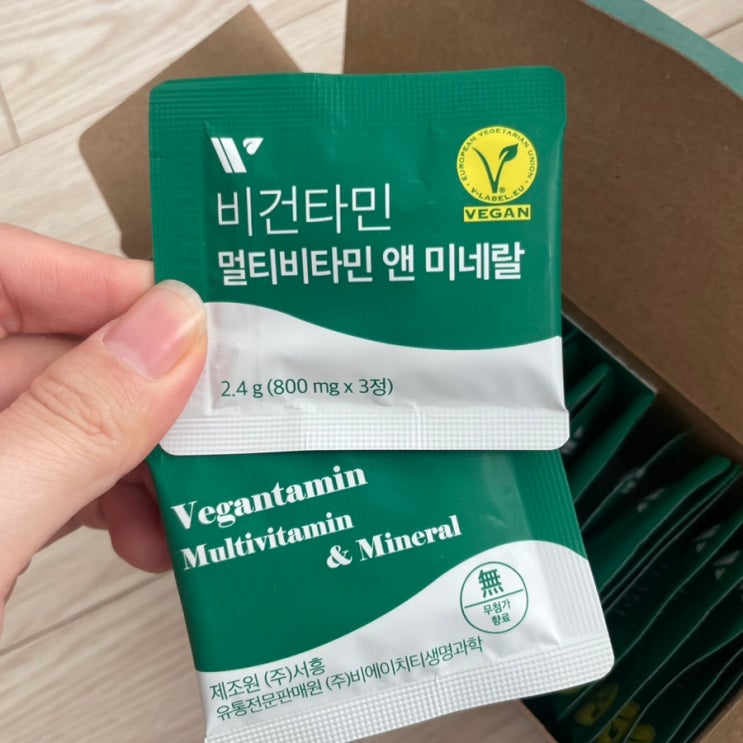 비건타민
멀티비타민 앤 미네랄
EUROPEAN VEGETARIAN UNION
V-LABEL.EU
VEGAN
2.4 g (800 mg x 3정)
Vegantamin
Multivitamin
& Mineral
無
무첨가
향료
제조원 (주)서흥
유통전문판매원 (주)비에이치티생명과학